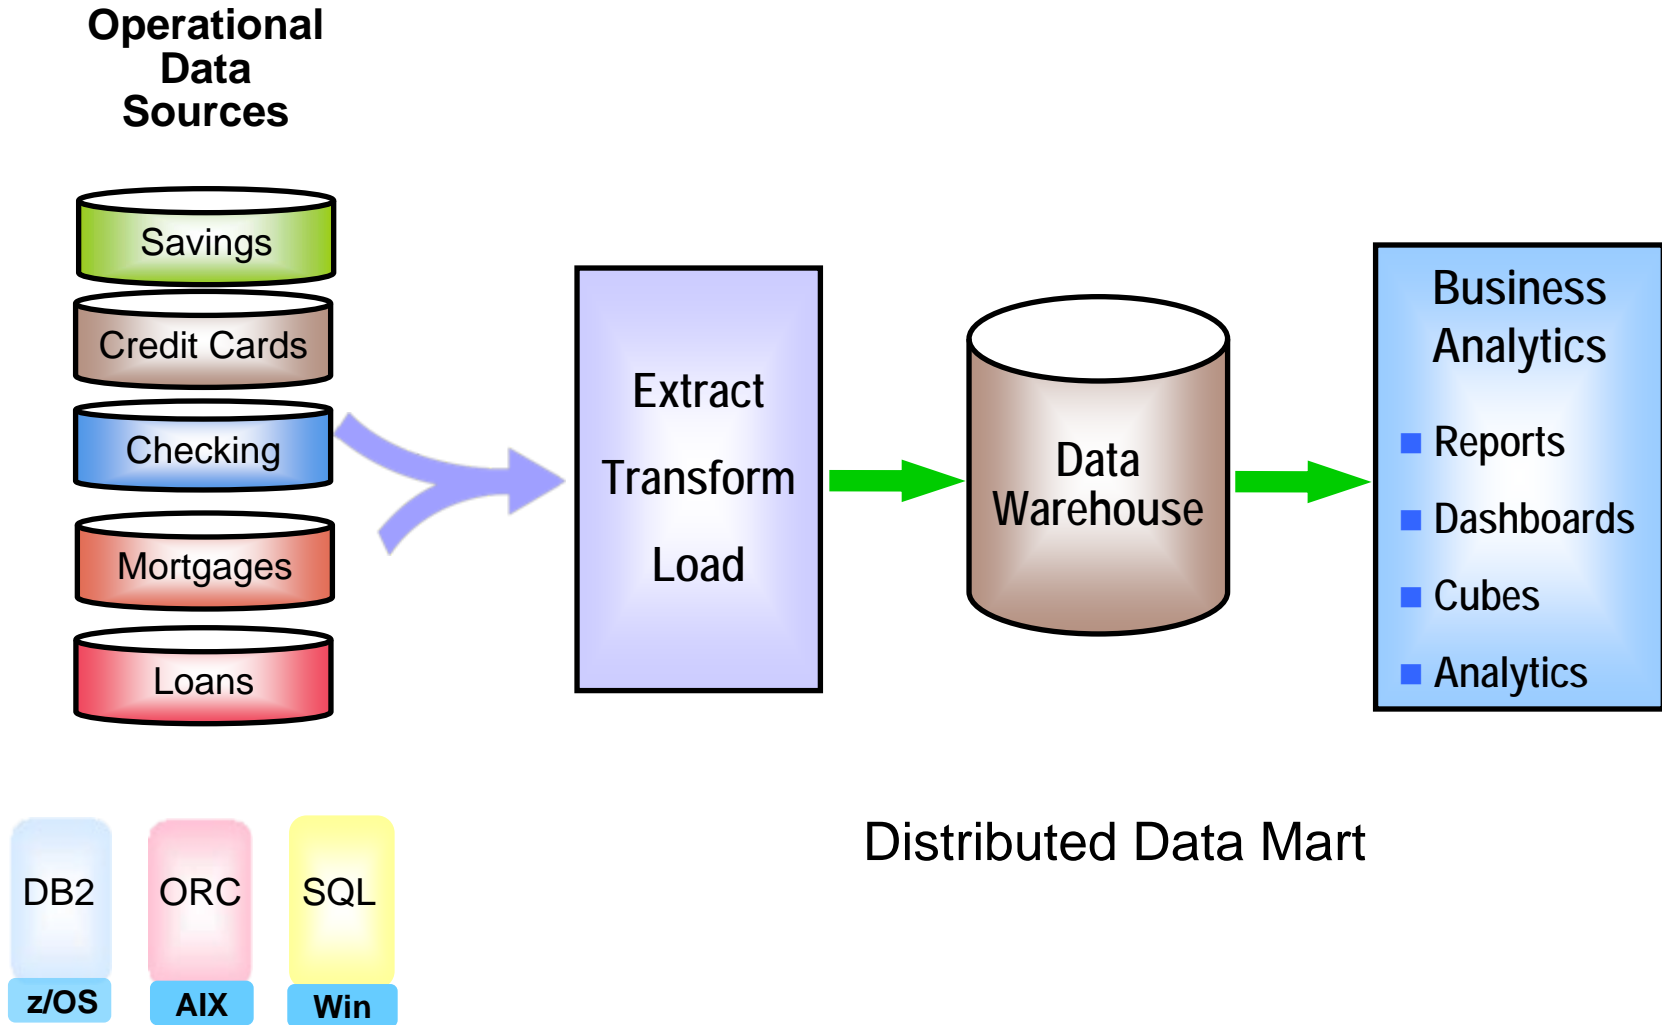 Operational
Data
Sources
Savings
Credit Cards
Checking
Mortgages
Loans
Extract
Transform
Load
Data
Warehouse
Business
Analytics
Reports
Dashboards
Cubes
Analytics
Distributed Data Mart
DB2
ORC
SQL
z/OS
AIX
Win